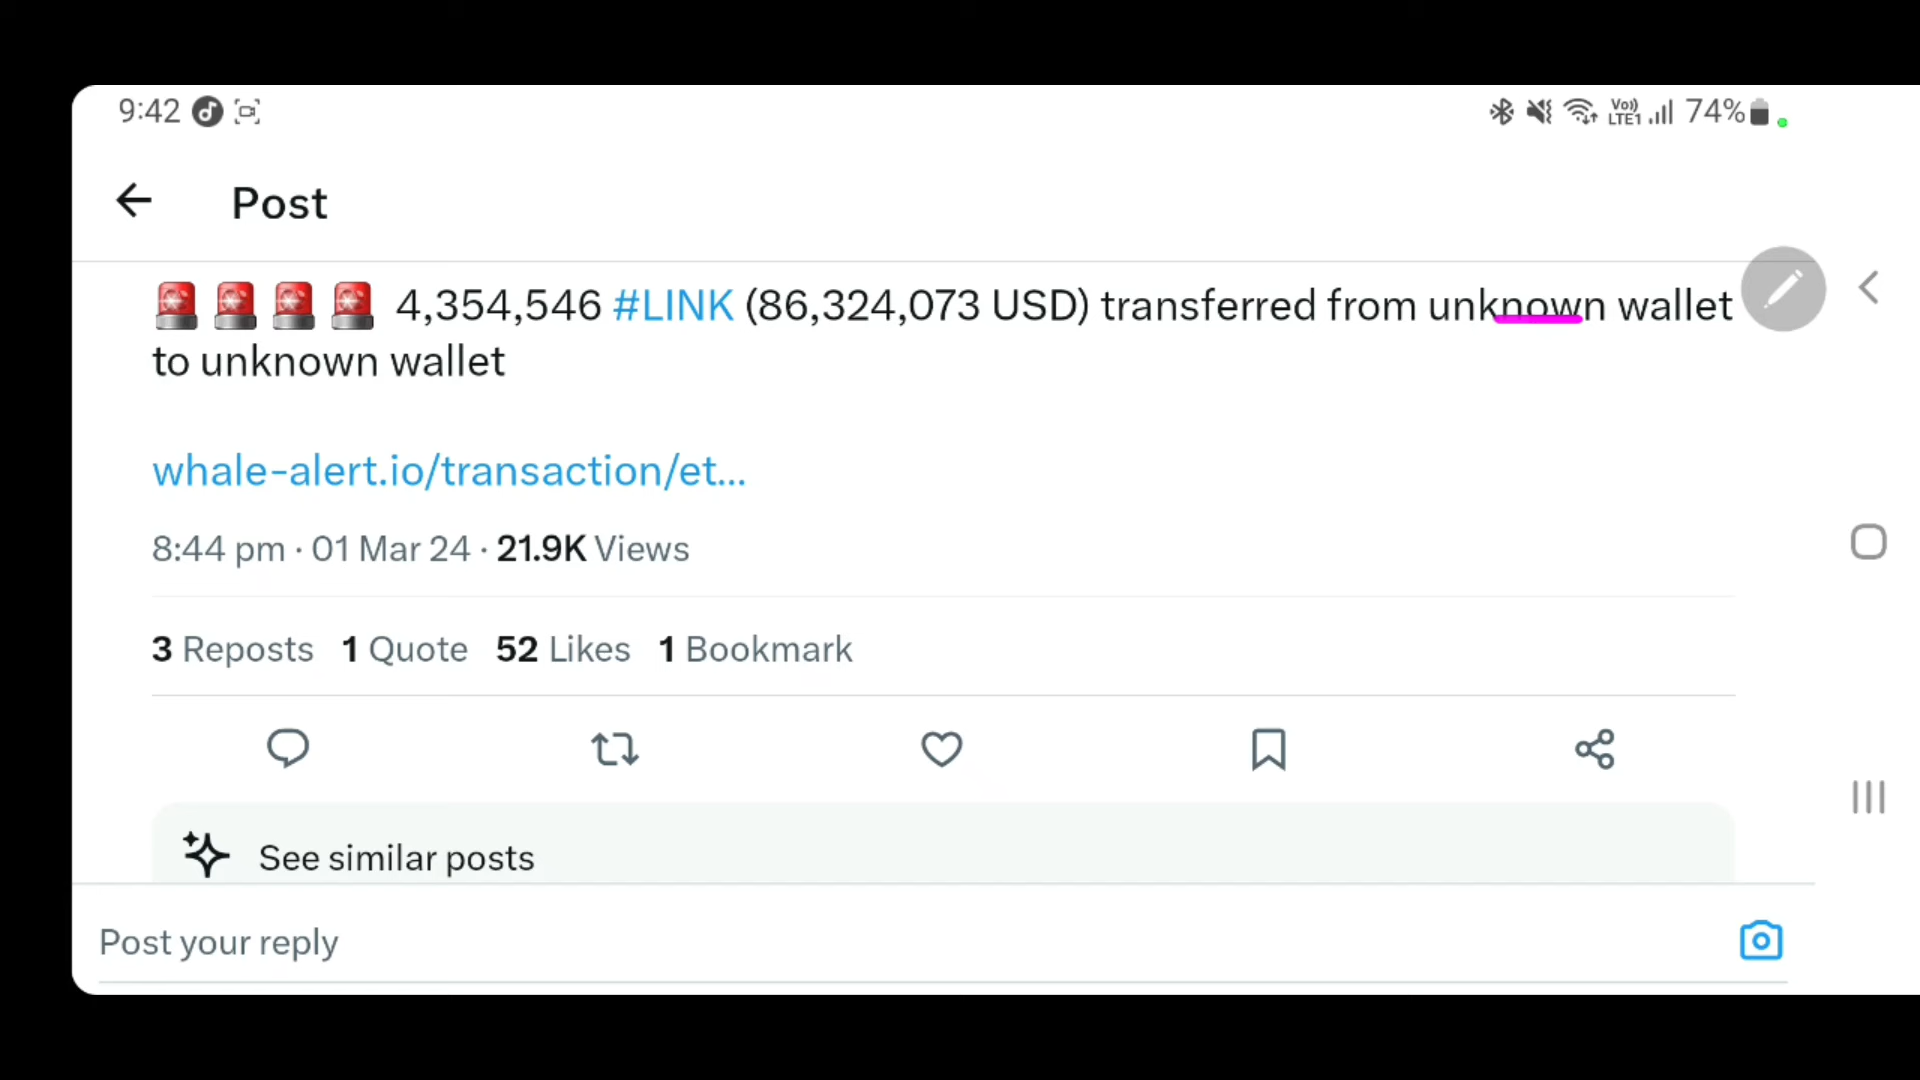 9:42
Vo)) LTE1 74%
Post
4,354,546 #LINK (86,324,073 USD) transferred from unknown wallet
to unknown wallet
whale-alert.io/transaction/et...
8:44 pm · 01 Mar 24 · 21.9K Views
3 Reposts 1 Quote 52 Likes 1 Bookmark
See similar posts
Post your reply